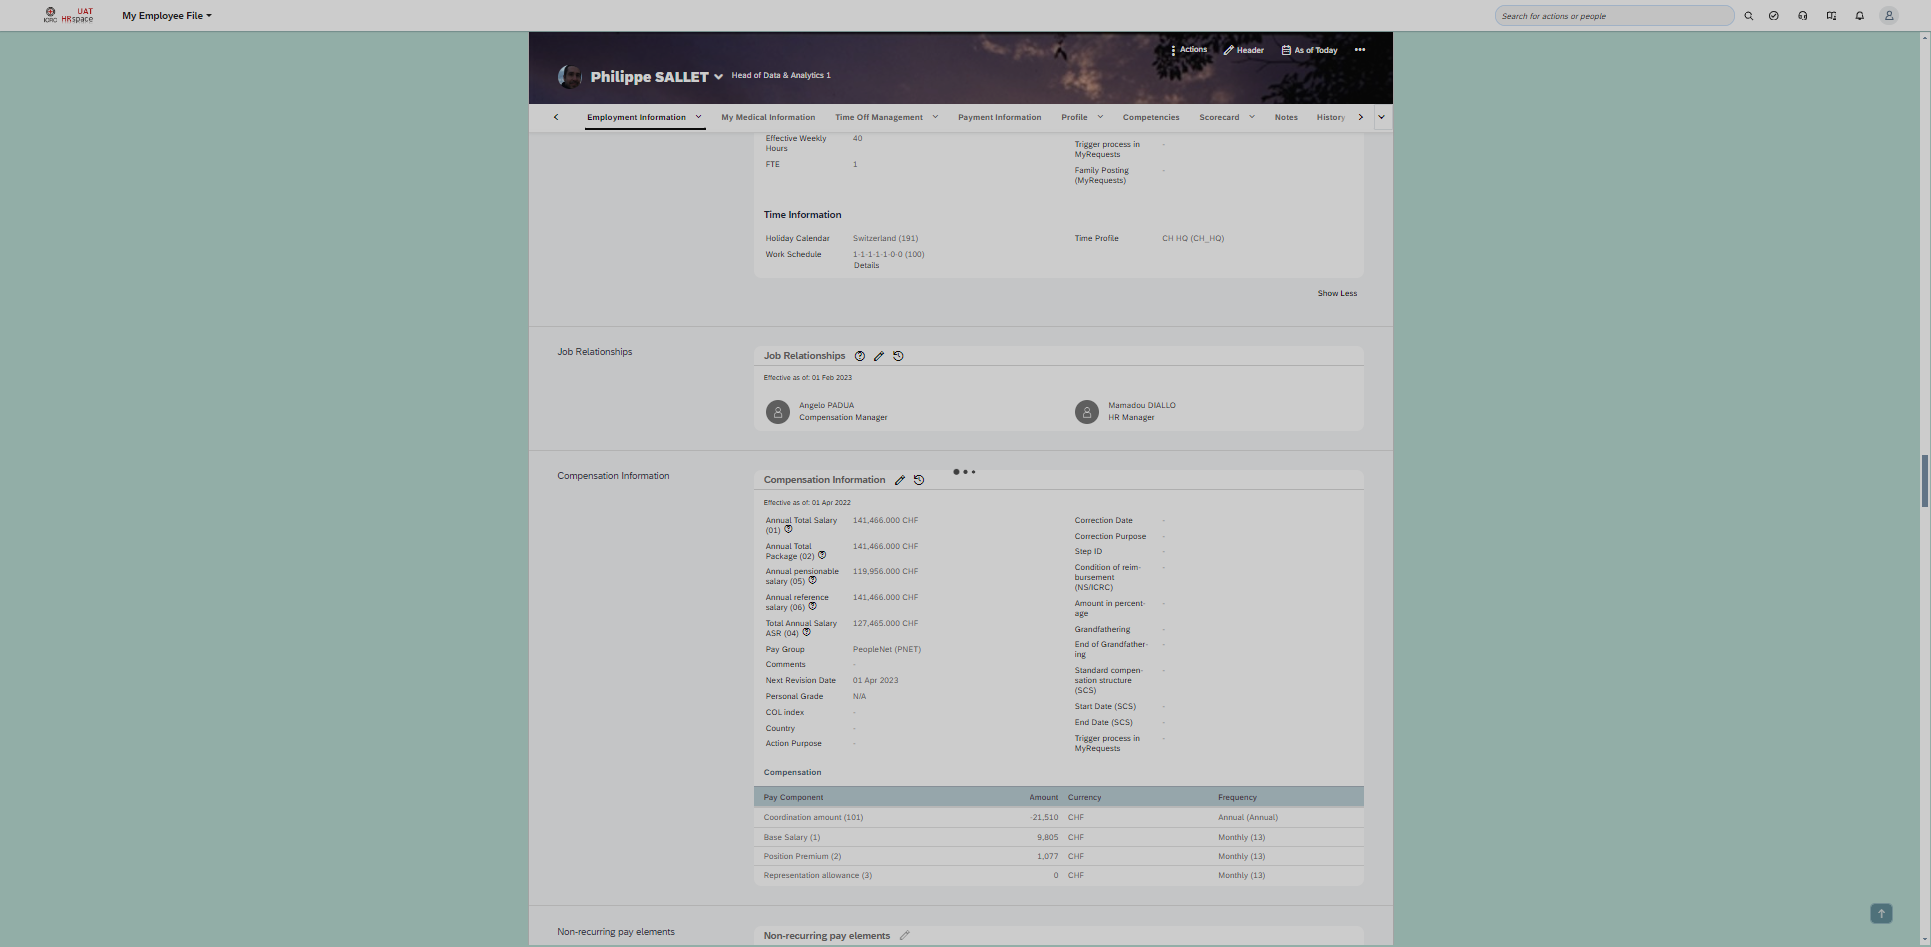 ICRC UAT HRspace My Employee File Search for actions or people
Actions Header As of Today
Philippe SALLET Head of Data & Analytics 1
Employment Information My Medical Information Time Off Management Payment Information Profile Competencies Scorecard Notes History
Effective Weekly Hours 40
FTE 1
Trigger process in MyRequests -
Family Posting (MyRequests) -
Time Information
Holiday Calendar Switzerland (191) Time Profile CH HQ (CH_HQ)
Work Schedule 1-1-1-1-1-0-0 (100)
Details
Show Less
Job Relationships
Job Relationships
Effective as of: 01 Feb 2023
Angelo PADUA
Compensation Manager
Mamadou DIALLO
HR Manager
Compensation Information
Compensation Information
Effective as of: 01 Apr 2022
Annual Total Salary (01) 141,466.000 CHF
Annual Total Package (02) 141,466.000 CHF
Annual pensionable salary (05) 119,956.000 CHF
Annual reference salary (06) 141,466.000 CHF
Total Annual Salary ASR (04) 127,465.000 CHF
Pay Group PeopleNet (PNET)
Comments -
Next Revision Date 01 Apr 2023
Personal Grade N/A
COL index -
Country -
Action Purpose -
Correction Date -
Correction Purpose -
Step ID -
Condition of reim-
bursement
(NS/ICRC) -
Amount in percent-
age -
Grandfathering -
End of Grandfather-
ing -
Standard compen-
sation structure
(SCS) -
Start Date (SCS) -
End Date (SCS) -
Trigger process in
MyRequests -
Compensation
Pay Component Amount Currency Frequency
Coordination amount (101) -21,510 CHF Annual (Annual)
Base Salary (1) 9,805 CHF Monthly (13)
Position Premium (2) 1,077 CHF Monthly (13)
Representation allowance (3) 0 CHF Monthly (13)
Non-recurring pay elements
Non-recurring pay elements